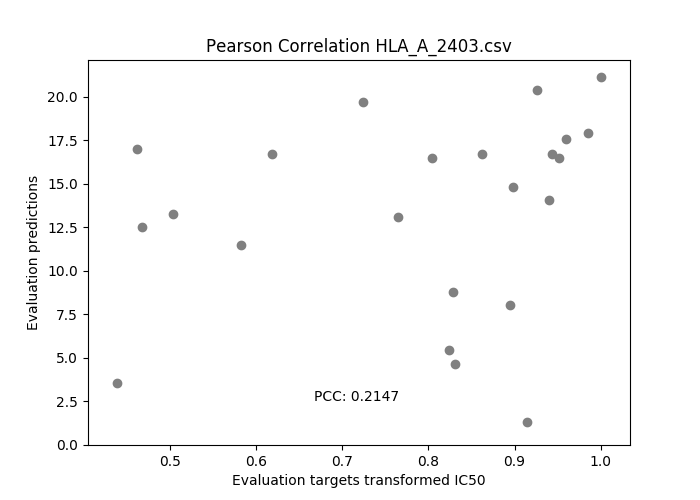 Pearson Correlation HLA_A_2403.csv
20.0
17.5
15.0
12.5
10.0
7.5
5.0
2.5
0.0
Evaluation predictions
PCC: 0.2147
0.5 0.6 0.7 0.8 0.9 1.0
Evaluation targets transformed IC50